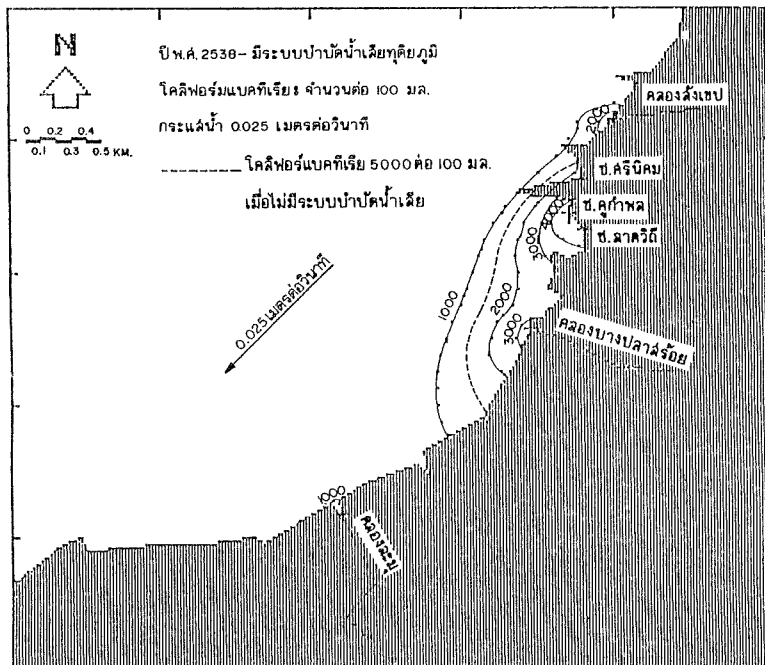 N
ปี พ.ศ. 2538- มีระบบบำบัดน้ำเสียทุติยภูมิ
โคลิฟอร์มแบคทีเรีย: จำนวนต่อ 100 มล.
กระแสน้ำ 0.025 เมตรต่อวินาที
0 0.2 0.4
0.1 0.3 0.5 KM.
โคลิฟอร์แบคทีเรีย 5000 ต่อ 100 มล.
เมื่อไม่มีระบบบำบัดน้ำเสีย
คลองสังเขป
2000
ซ.ศรีนิคม
ซ.คูกำพล
4000
ซ.ลาดวิถี
3000
0.025 เมตรต่อวินาที
1000
2000
3000
คลองบางปลาสร้อย
1000
คลองละมุ